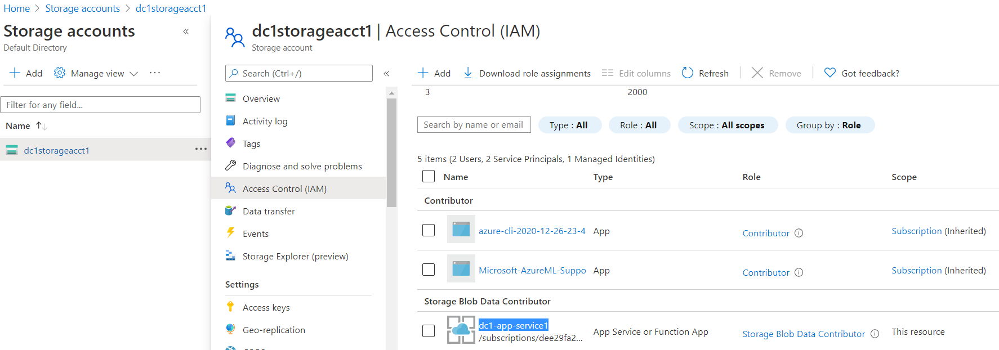 Home > Storage accounts > dc1storageacct1
Storage accounts
«
Default Directory
Add
Manage view
Filter for any field...
Name
dc1storageacct1
dc1storageacct1 | Access Control (IAM)
Storage account
Search (Ctrl+/)
«
Overview
Activity log
Tags
Diagnose and solve problems
Access Control (IAM)
Data transfer
Events
Storage Explorer (preview)
Settings
Access keys
Geo-replication
Add
Download role assignments
Edit columns
Refresh
Remove
Got feedback?
3 2000
Search by name or email
Type : All
Role : All
Scope : All scopes
Group by : Role
5 items (2 Users, 2 Service Principals, 1 Managed Identities)
Name Type Role Scope
Contributor
azure-cli-2020-12-26-23-4 App Contributor Subscription (Inherited)
Microsoft-AzureML-Suppo App Contributor Subscription (Inherited)
Storage Blob Data Contributor
dc1-app-service1
/subscriptions/dee29fa2... App Service or Function App Storage Blob Data Contributor This resource